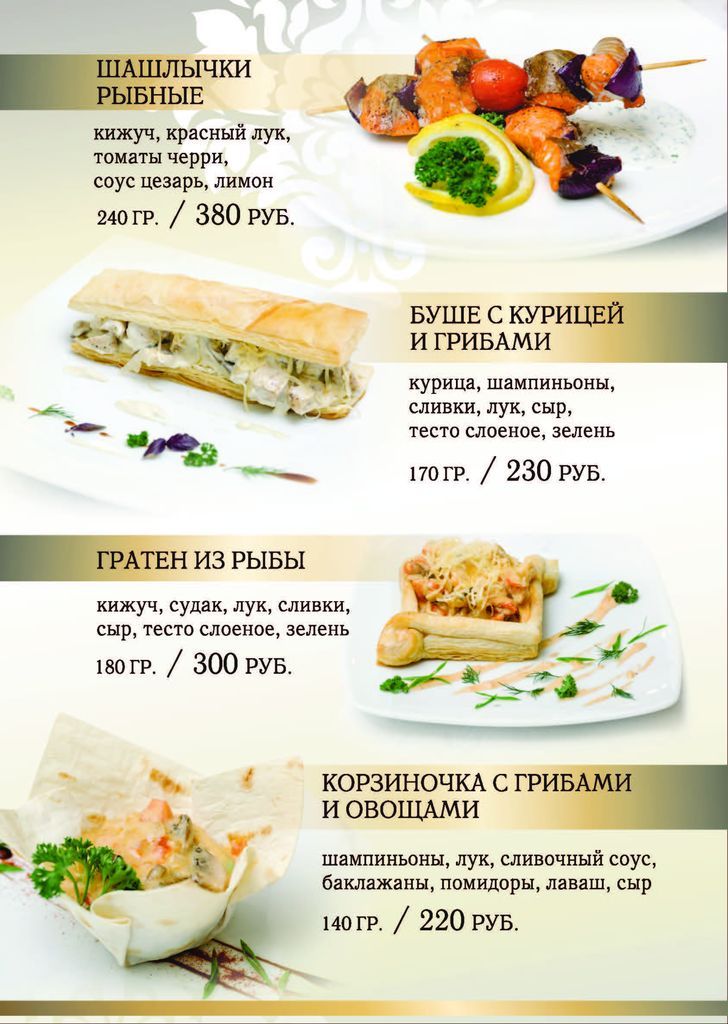 ШАШЛЫЧКИ
РЫБНЫЕ
кижуч, красный лук,
томаты черри,
соус цезарь, лимон
240 ГР. / 380 РУБ.
БУШЕ С КУРИЦЕЙ
И ГРИБАМИ
курица, шампиньоны,
сливки, лук, сыр,
тесто слоеное, зелень
170 ГР. / 230 РУБ.
ГРАТЕН ИЗ РЫБЫ
кижуч, судак, лук, сливки,
сыр, тесто слоеное, зелень
180 ГР. / 300 РУБ.
КОРЗИНОЧКА С ГРИБАМИ
И ОВОЩАМИ
шампиньоны, лук, сливочный соус,
баклажаны, помидоры, лаваш, сыр
140 ГР. / 220 РУБ.